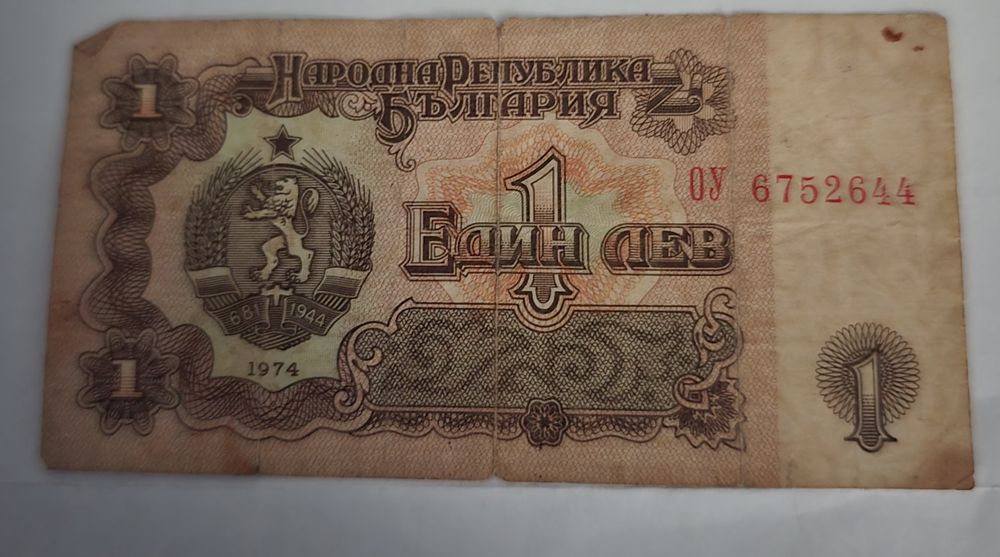 1
НАРОДНА РЕПУБЛИКА
БЪЛГАРИЯ
1
ОУ 6752644
ЕДИН ЛЕВ
681 1944
1974
1
1